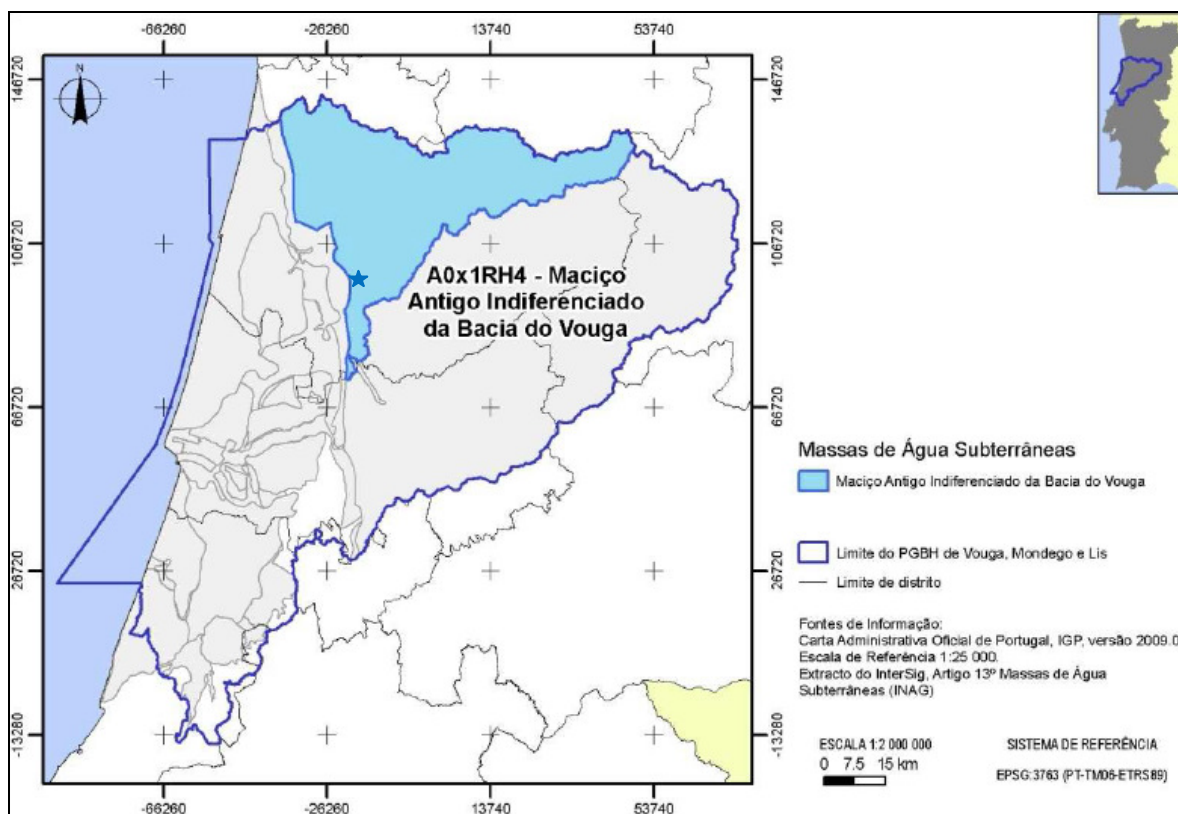 -66260 -26260 13740 53740
146720 146720
N
106720 106720
A0x1RH4 - Maciço
Antigo Indiferenciado
da Bacia do Vouga
66720 66720
26720 26720
-13280 -13280
-66260 -26260 13740 53740
Massas de Água Subterrâneas
Maciço Antigo Indiferenciado da Bacia do Vouga
Limite do PGBH de Vouga, Mondego e Lis
Limite de distrito
Fontes de Informação:
Carta Administrativa Oficial de Portugal, IGP, versão 2009.0
Escala de Referência 1:25 000.
Extracto do InterSig, Artigo 13º Massas de Água
Subterrâneas (INAG)
ESCALA 1:2 000 000
0 7.5 15 km
SISTEMA DE REFERÊNCIA
EPSG:3763 (PT-TM06-ETRS89)